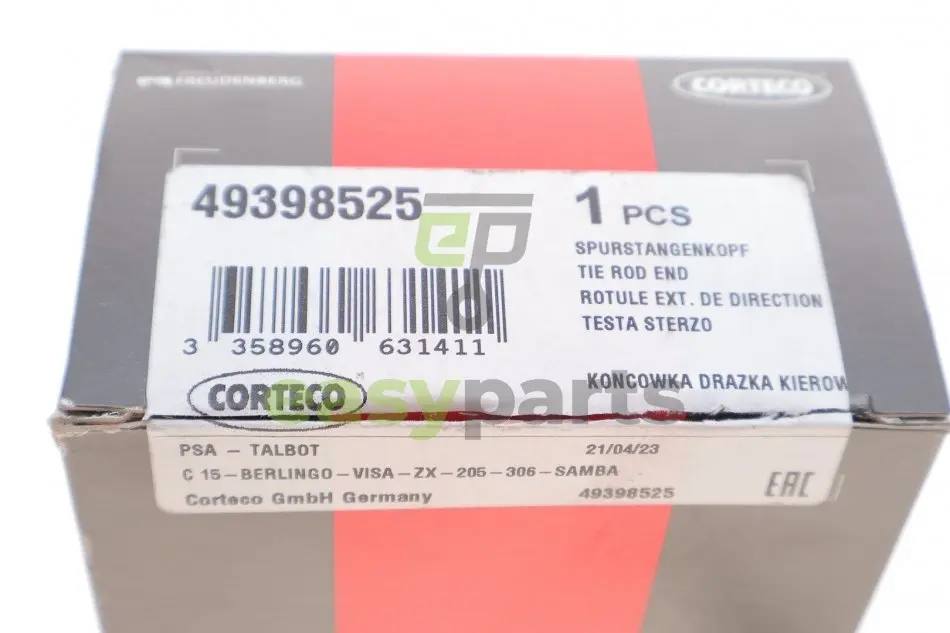 FREUDENBERG
CORTECO
49398525
1 PCS
SPURSTANGENKOPF
TIE ROD END
ROTULE EXT. DE DIRECTION
TESTA STERZO
KONCOWKA DRAZKA KIEROW
3 358960 631411
CORTECO
easyparts
PSA - TALBOT
21/04/23
C 15-BERLINGO-VISA-ZX-205-306-SAMBA
Corteco GmbH Germany
49398525
EAC